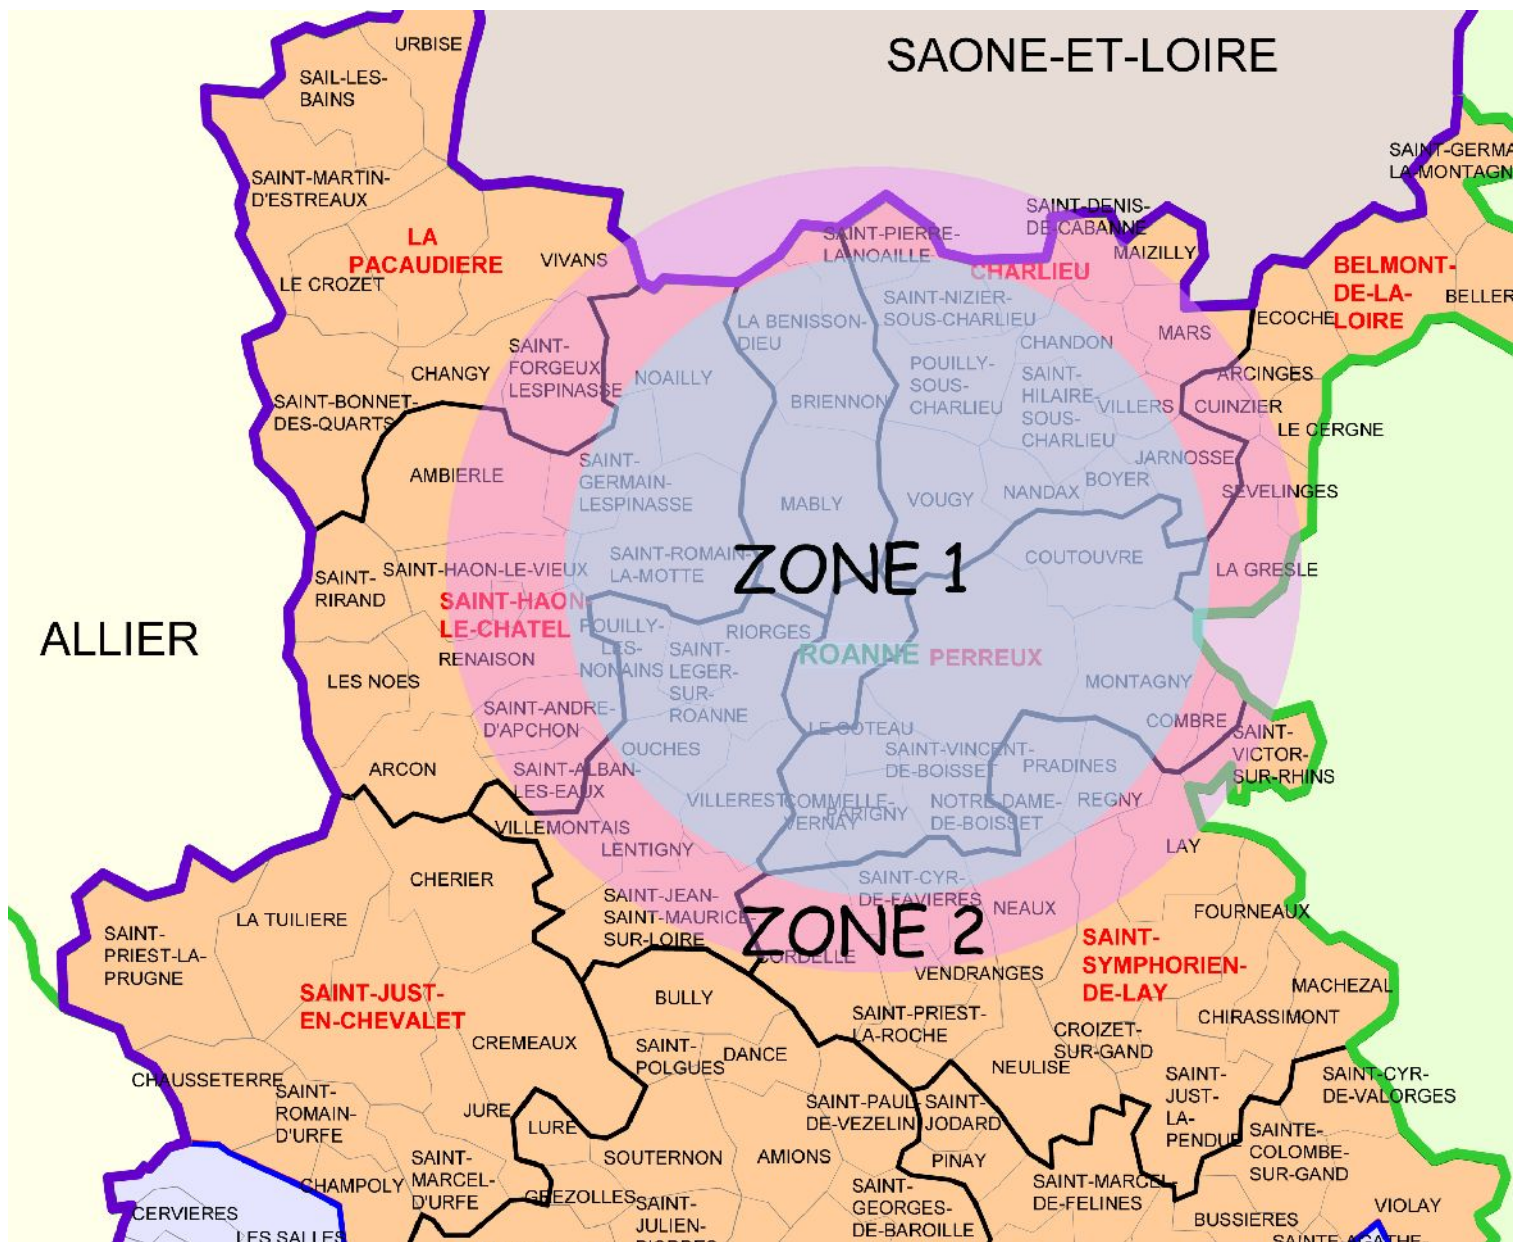 URBISE
SAONE-ET-LOIRE
SAIL-LES-
BAINS
SAINT-GERMA
LA-MONTAGN
SAINT-MARTIN-
D'ESTREAUX
SAINT-DENIS-
DE-CABANNE
LA
PACAUDIERE
VIVANS
SAINT-PIERRE-
LA-NOAILLE
CHARLIEU
MAIZILLY
BELMONT-
DE-LA-
LOIRE
BELLER
LE CROZET
SAINT-NIZIER-
SOUS-CHARLIEU
LA BENISSON-
DIEU
ECOCHE
MARS
CHANDON
SAINT-
FORGEUX
LESPINASSE
CHANGY
NOAILLY
POUILLY-
SOUS-
CHARLIEU
SAINT-
HILAIRE-
SOUS-
CHARLIEU
ARCINGES
SAINT-BONNET-
DES-QUARTS
BRIENNON
VILLERS
CUINZIER
LE CERGNE
AMBIERLE
SAINT-
GERMAIN-
LESPINASSE
JARNOSSE
BOYER
NANDAX
SEVELINGES
MABLY
VOUGY
SAINT-ROMAIN-
LA-MOTTE
ZONE 1
COUTOUVRE
LA GRESLE
SAINT-
RIRAND
SAINT-HAON-LE-VIEUX
SAINT-HAON-
LE-CHATEL
ALLIER
POUILLY-
LES-
NONAINS
RIORGES
SAINT-
LEGER-
SUR-
ROANNE
ROANNE
PERREUX
RENAISON
LES NOES
MONTAGNY
SAINT-ANDRE-
D'APCHON
LE COTEAU
COMBRE
SAINT-
VICTOR-
SUR-RHINS
OUCHES
SAINT-VINCENT-
DE-BOISSET
PRADINES
ARCON
SAINT-ALBAN-
LES-EAUX
VILLEREST
COMMELLE-
VERNAY
PARIGNY
NOTRE-DAME-
DE-BOISSET
REGNY
VILLEMONTAIS
LENTIGNY
LAY
CHERIER
SAINT-CYR-
DE-FAVIERES
SAINT-JEAN-
SAINT-MAURICE-
SUR-LOIRE
NEAUX
FOURNEAUX
LA TUILIERE
SAINT-
PRIEST-LA-
PRUGNE
ZONE 2
SAINT-
SYMPHORIEN-
DE-LAY
CORDELLE
VENDRANGES
MACHEZAL
SAINT-JUST-
EN-CHEVALET
BULLY
SAINT-PRIEST-
LA-ROCHE
CHIRASSIMONT
CROIZET-
SUR-GAND
CREMEAUX
SAINT-
POLGUES
DANCE
NEULISE
CHAUSSETERRE
SAINT-
ROMAIN-
D'URFE
SAINT-
JUST-
LA-
PENDUE
SAINT-CYR-
DE-VALORGES
JURE
LURE
SAINT-PAUL-
DE-VEZELIN
SAINT-
JODARD
SAINTE-
COLOMBE-
SUR-GAND
SOUTERNON
AMIONS
PINAY
SAINT-
MARCEL-
D'URFE
CHAMPOLY
GREZOLLES
SAINT-MARCEL-
DE-FELINES
SAINT-
GEORGES-
DE-BAROILLE
SAINT-
JULIEN-
D'ODDES
VIOLAY
CERVIERES
BUSSIERES
LES SALLES
SAINTE-AGATHE-